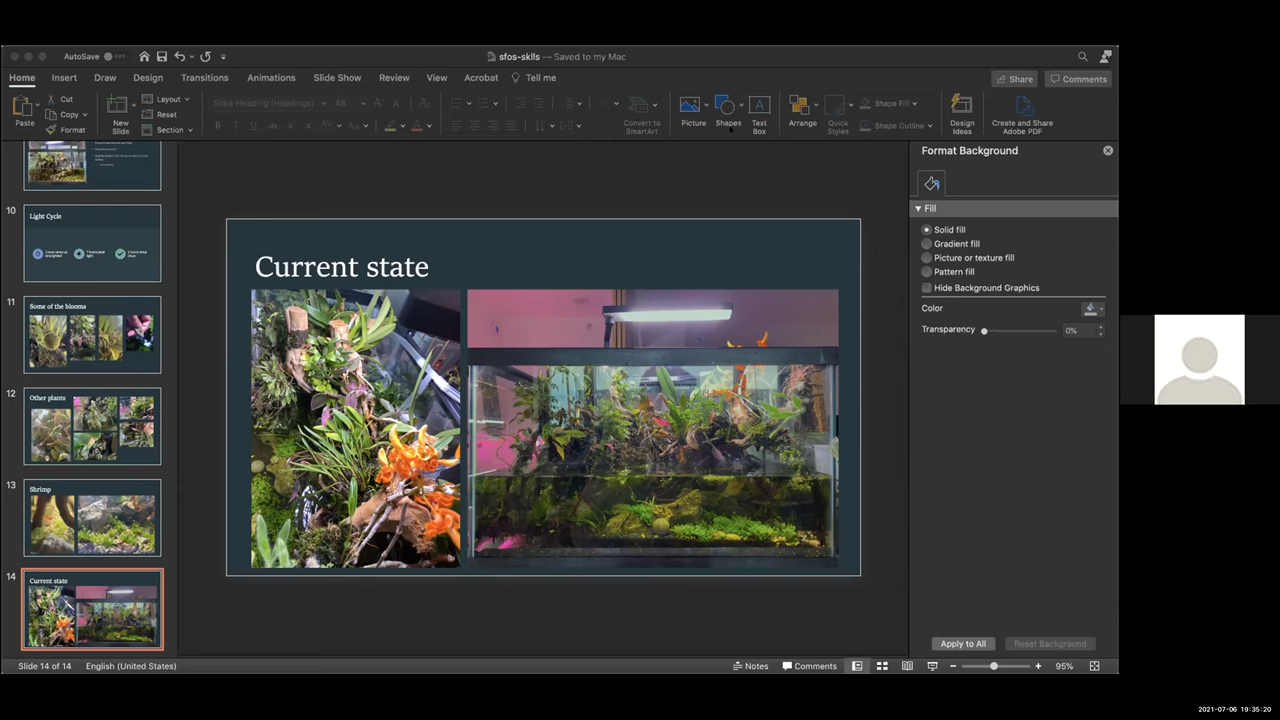 AutoSave OFF
sfos-sklls — Saved to my Mac
Home Insert Draw Design Transitions Animations Slide Show Review View Acrobat Tell me
Share Comments
Paste
Cut
Copy
Format
New Slide
Layout
Reset
Section
Sitka Heading (Headings) 48
Convert to SmartArt
Picture
Shapes
Text Box
Arrange
Quick Styles
Shape Fill
Shape Outline
Design Ideas
Create and Share Adobe PDF
10
Light Cycle
11
Some of the blooms
12
Other plants
13
Shrimp
14
Current state
Current state
Format Background
Fill
Solid fill
Gradient fill
Picture or texture fill
Pattern fill
Hide Background Graphics
Color
Transparency 0%
Apply to All
Reset Background
Slide 14 of 14
English (United States)
Notes
Comments
95%
2021-07-06 19:35:20